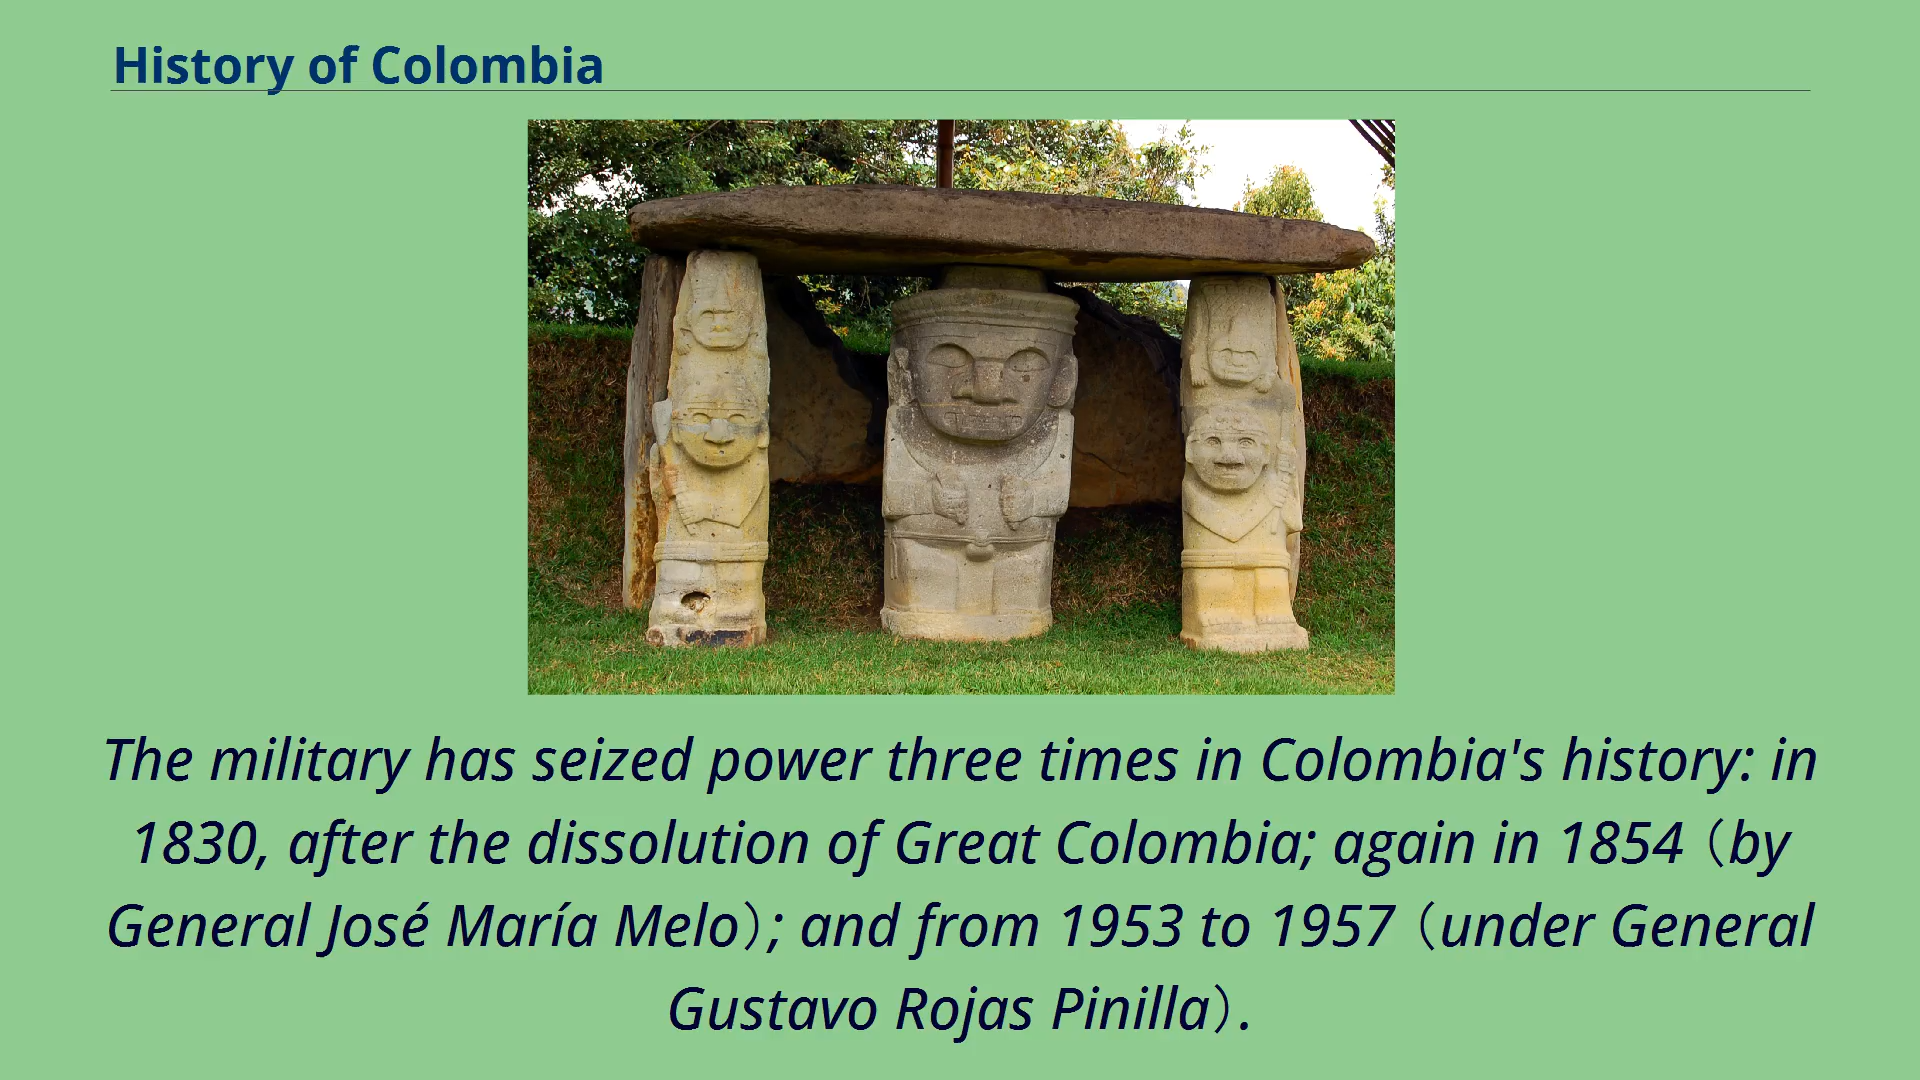 History of Colombia
The military has seized power three times in Colombia's history: in
1830, after the dissolution of Great Colombia; again in 1854（by
General José María Melo）; and from 1953 to 1957（under General
Gustavo Rojas Pinilla）.